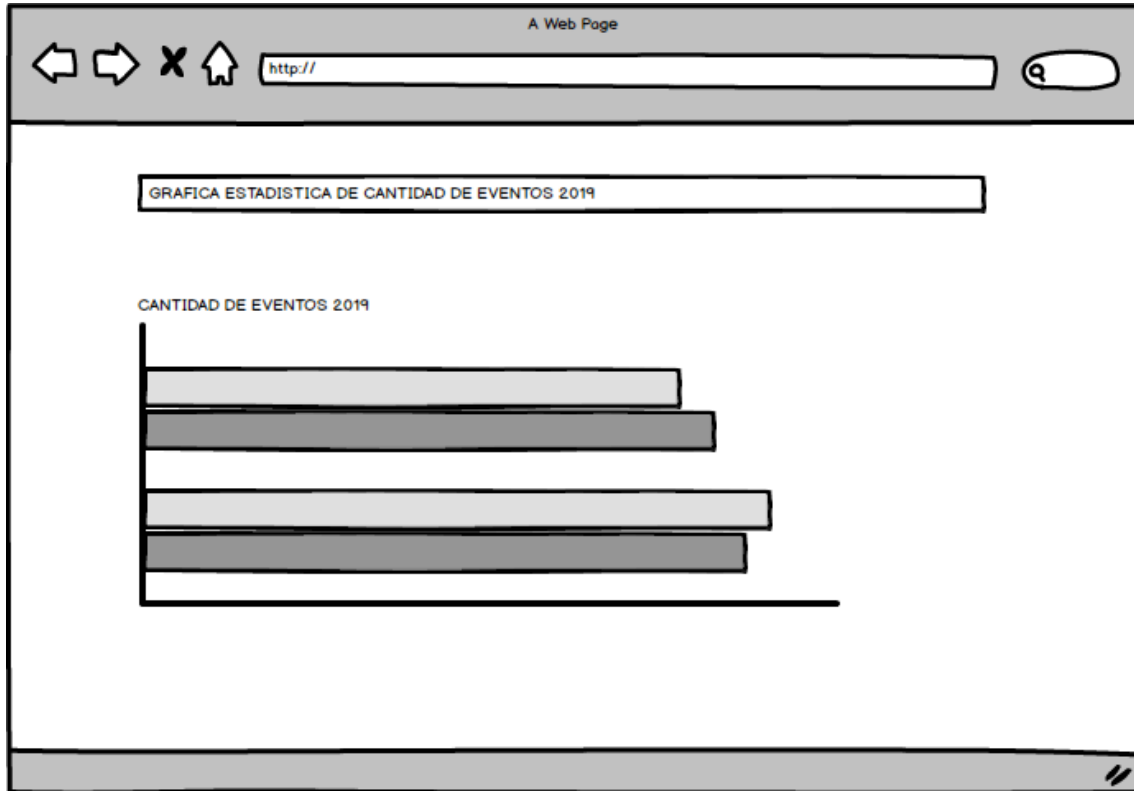 A Web Page
http://
GRAFICA ESTADISTICA DE CANTIDAD DE EVENTOS 2019
CANTIDAD DE EVENTOS 2019